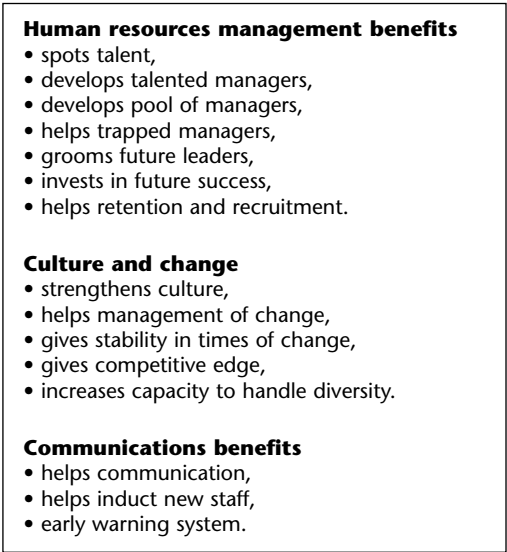 Human resources management benefits
• spots talent,
• develops talented managers,
• develops pool of managers,
• helps trapped managers,
• grooms future leaders,
• invests in future success,
• helps retention and recruitment.
Culture and change
• strengthens culture,
• helps management of change,
• gives stability in times of change,
• gives competitive edge,
• increases capacity to handle diversity.
Communications benefits
• helps communication,
• helps induct new staff,
• early warning system.